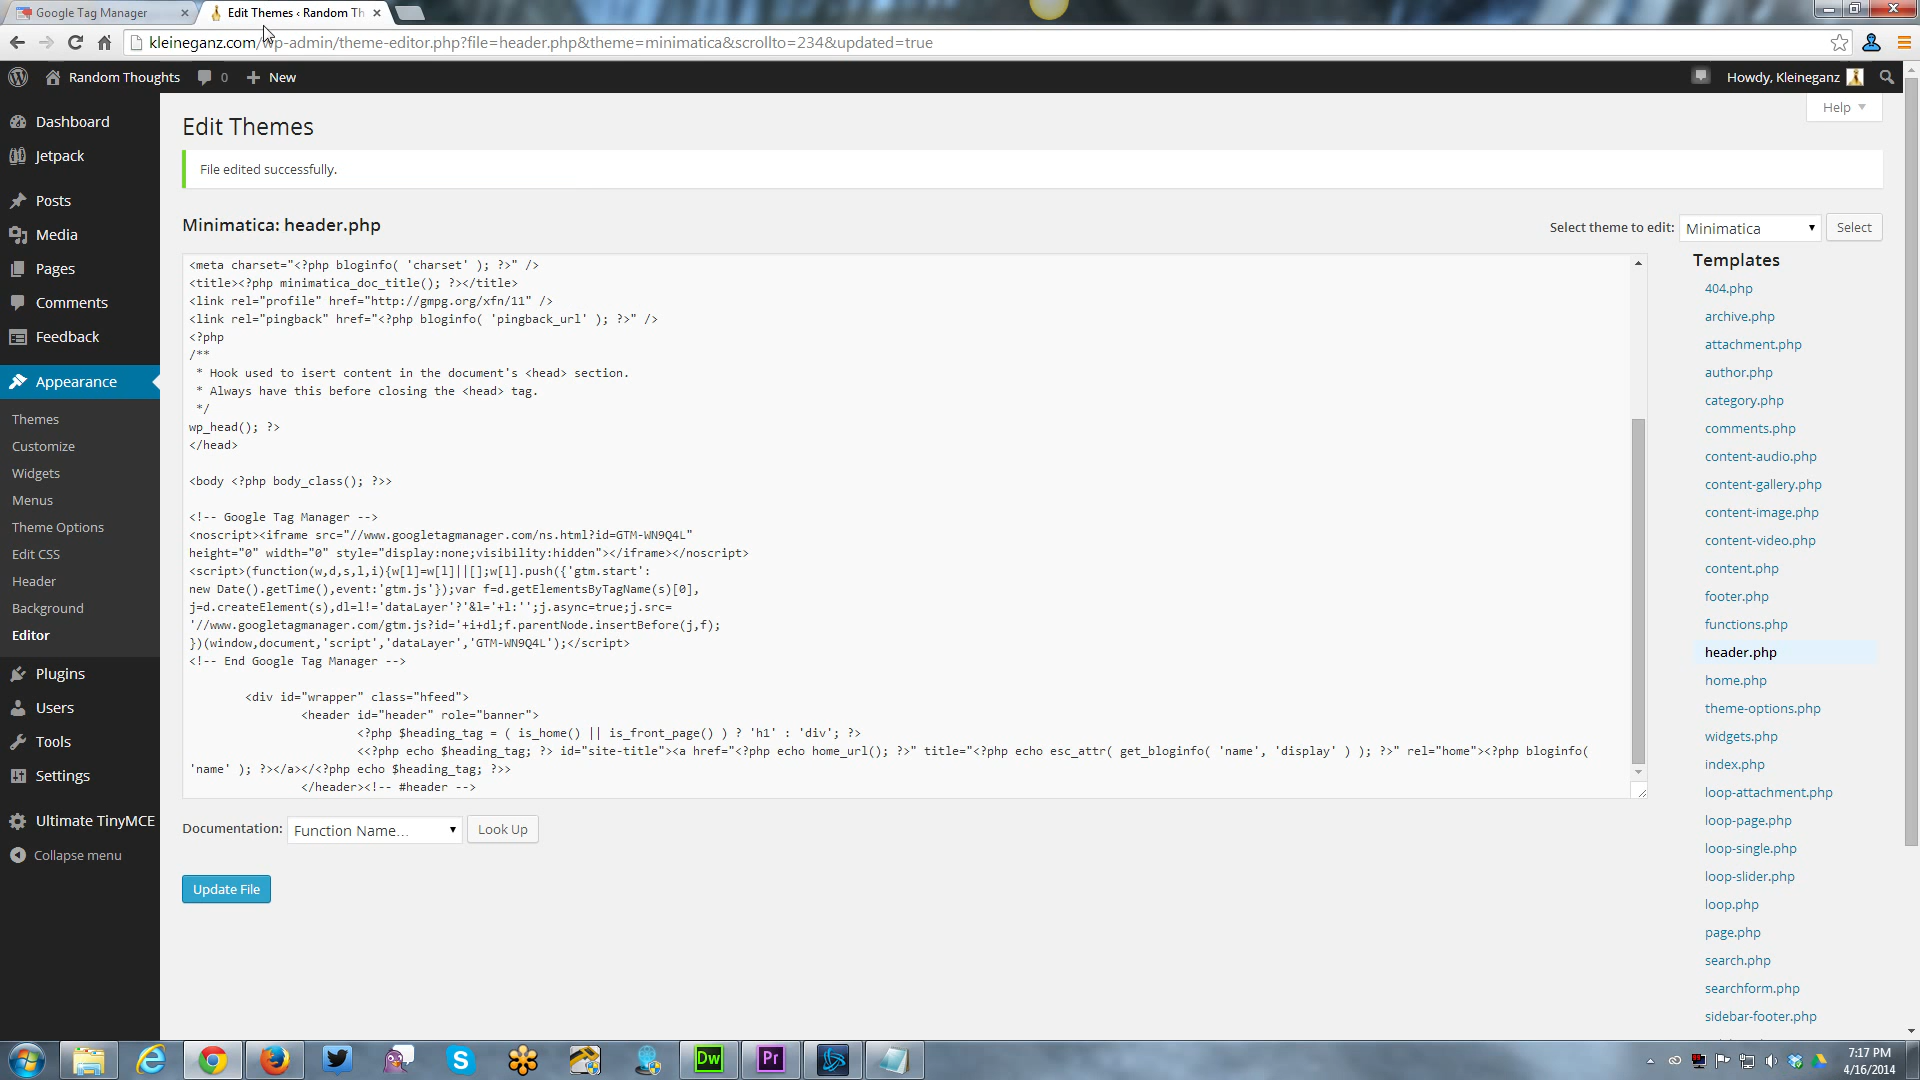 Google Tag Manager
Edit Themes ‹ Random Th
kleineganz.com/wp-admin/theme-editor.php?file=header.php&theme=minimatica&scrollto=234&updated=true
Random Thoughts
0
New
Howdy, Kleineganz
Help
Dashboard
Jetpack
Posts
Media
Pages
Comments
Feedback
Appearance
Themes
Customize
Widgets
Menus
Theme Options
Edit CSS
Header
Background
Editor
Plugins
Users
Tools
Settings
Ultimate TinyMCE
Collapse menu
Edit Themes
File edited successfully.
Minimatica: header.php
Select theme to edit:
Minimatica
Select
<meta charset="<?php bloginfo( 'charset' ); ?>" />
<title><?php minimatica_doc_title(); ?></title>
<link rel="profile" href="http://gmpg.org/xfn/11" />
<link rel="pingback" href="<?php bloginfo( 'pingback_url' ); ?>" />
<?php
/**
* Hook used to isert content in the document's <head> section.
* Always have this before closing the <head> tag.
*/
wp_head(); ?>
</head>
<body <?php body_class(); ?>>
<!-- Google Tag Manager -->
<noscript><iframe src="//www.googletagmanager.com/ns.html?id=GTM-WN9Q4L"
height="0" width="0" style="display:none;visibility:hidden"></iframe></noscript>
<script>(function(w,d,s,l,i){w[l]=w[l]||[];w[l].push({'gtm.start':
new Date().getTime(),event:'gtm.js'});var f=d.getElementsByTagName(s)[0],
j=d.createElement(s),dl=l!='dataLayer'?'&l='+l:'';j.async=true;j.src=
'//www.googletagmanager.com/gtm.js?id='+i+dl;f.parentNode.insertBefore(j,f);
})(window,document,'script','dataLayer','GTM-WN9Q4L');</script>
<!-- End Google Tag Manager -->
<div id="wrapper" class="hfeed">
<header id="header" role="banner">
<?php $heading_tag = ( is_home() || is_front_page() ) ? 'h1' : 'div'; ?>
<<?php echo $heading_tag; ?> id="site-title"><a href="<?php echo home_url(); ?>" title="<?php echo esc_attr( get_bloginfo( 'name', 'display' ) ); ?>" rel="home"><?php bloginfo(
'name' ); ?></a></<?php echo $heading_tag; ?>>
</header><!-- #header -->
Documentation:
Function Name...
Look Up
Update File
Templates
404.php
archive.php
attachment.php
author.php
category.php
comments.php
content-audio.php
content-gallery.php
content-image.php
content-video.php
content.php
footer.php
functions.php
header.php
home.php
theme-options.php
widgets.php
index.php
loop-attachment.php
loop-page.php
loop-single.php
loop-slider.php
loop.php
page.php
search.php
searchform.php
sidebar-footer.php
Dw
Pr
7:17 PM
4/16/2014